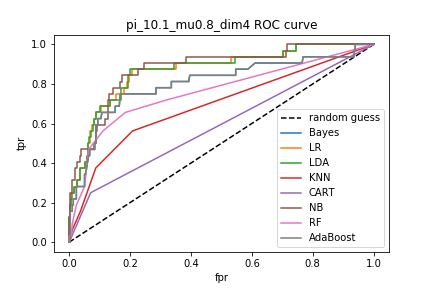 pi_10.1_mu0.8_dim4 ROC curve
tpr
1.0
0.8
0.6
0.4
0.2
0.0
random guess
Bayes
LR
LDA
KNN
CART
NB
RF
AdaBoost
0.0 0.2 0.4 0.6 0.8 1.0
fpr